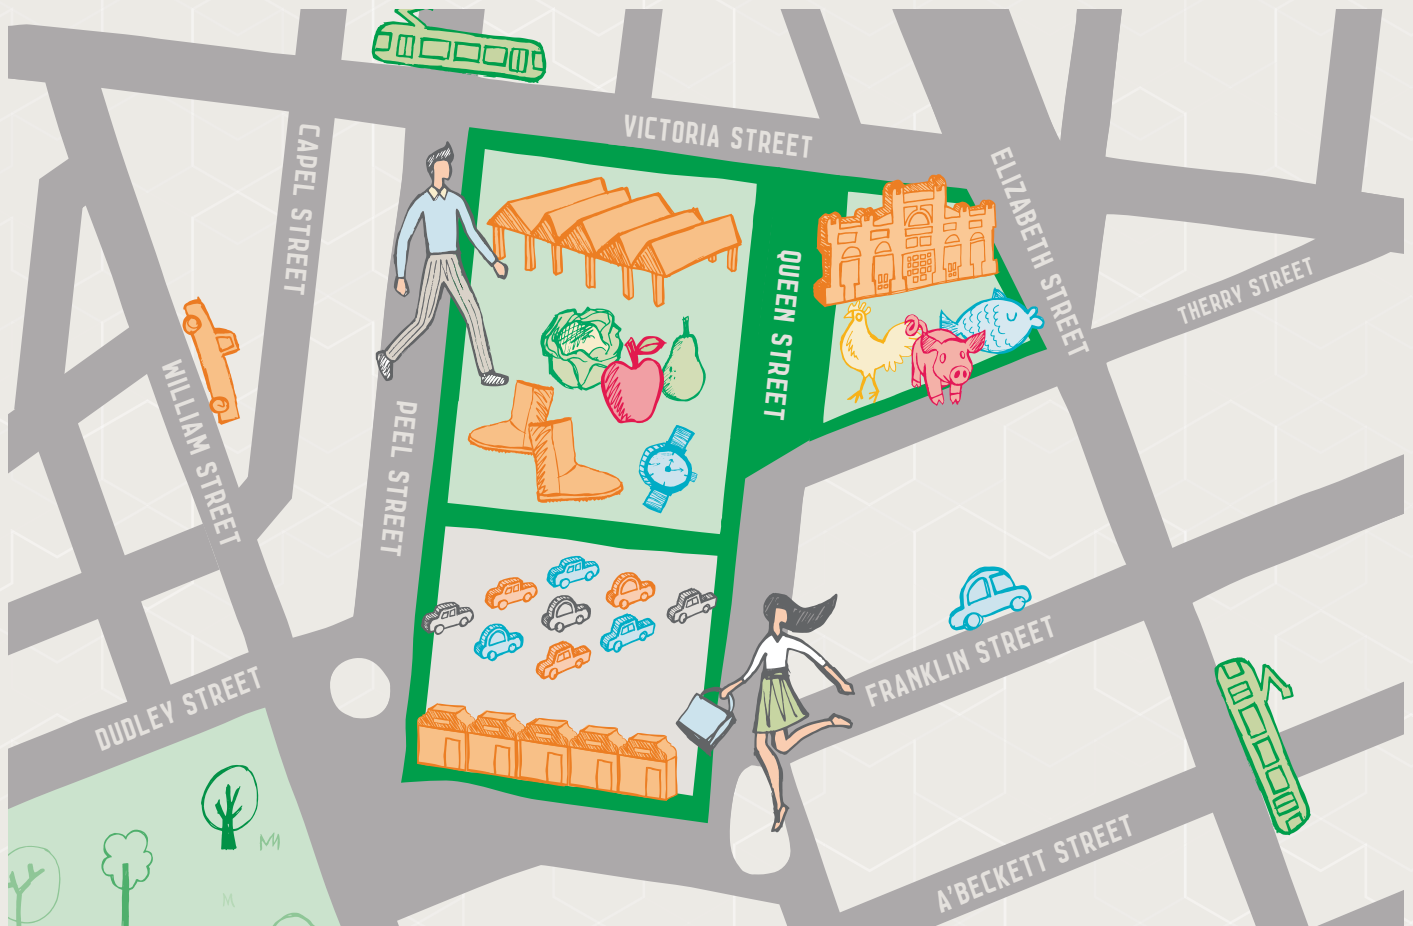 VICTORIA STREET
CAPEL STREET
ELIZABETH STREET
QUEEN STREET
THERRY STREET
WILLIAM STREET
PEEL STREET
FRANKLIN STREET
DUDLEY STREET
A'BECKETT STREET